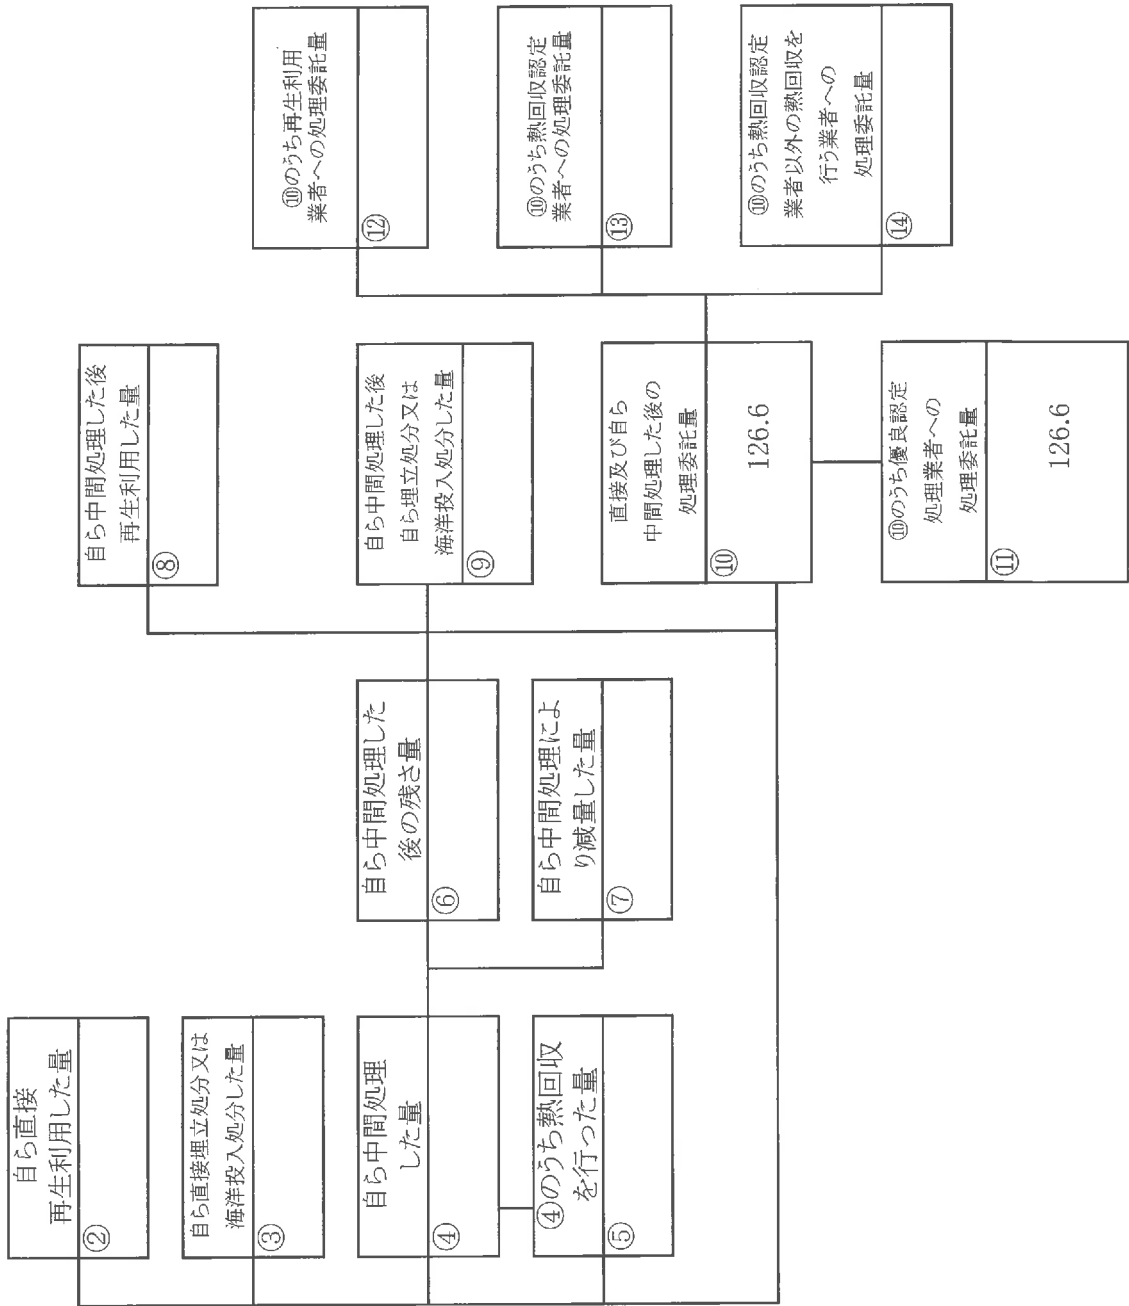 自ら直接
再生利用した量
②
自ら直接埋立処分又は
海洋投入処分した量
③
自ら中間処理
した量
④
④のうち熱回収
を行った量
⑤
自ら中間処理した
後の残さ量
⑥
自ら中間処理によ
り減量した量
⑦
自ら中間処理した後
再生利用した量
⑧
自ら中間処理した後
自ら埋立処分又は
海洋投入処分した量
⑨
直接及び自ら
中間処理した後の
処理委託量
⑩
126.6
⑩のうち優良認定
処理業者への
処理委託量
⑪
126.6
⑩のうち再生利用
業者への処理委託量
⑫
⑩のうち熱回収認定
業者への処理委託量
⑬
⑩のうち熱回収認定
業者以外の熱回収を
行う業者への
処理委託量
⑭